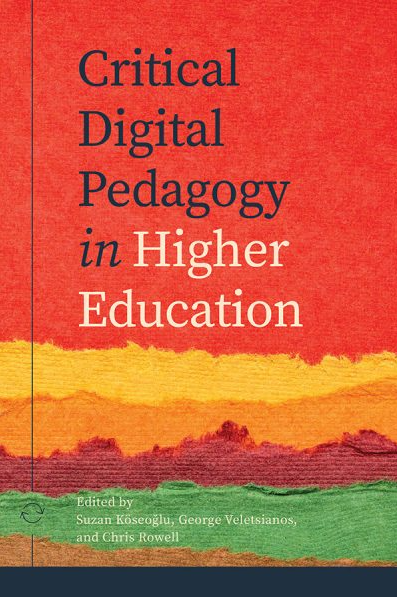 Critical
Digital
Pedagogy
in Higher
Education
Edited by
Suzan Köseoğlu, George Veletsianos,
and Chris Rowell